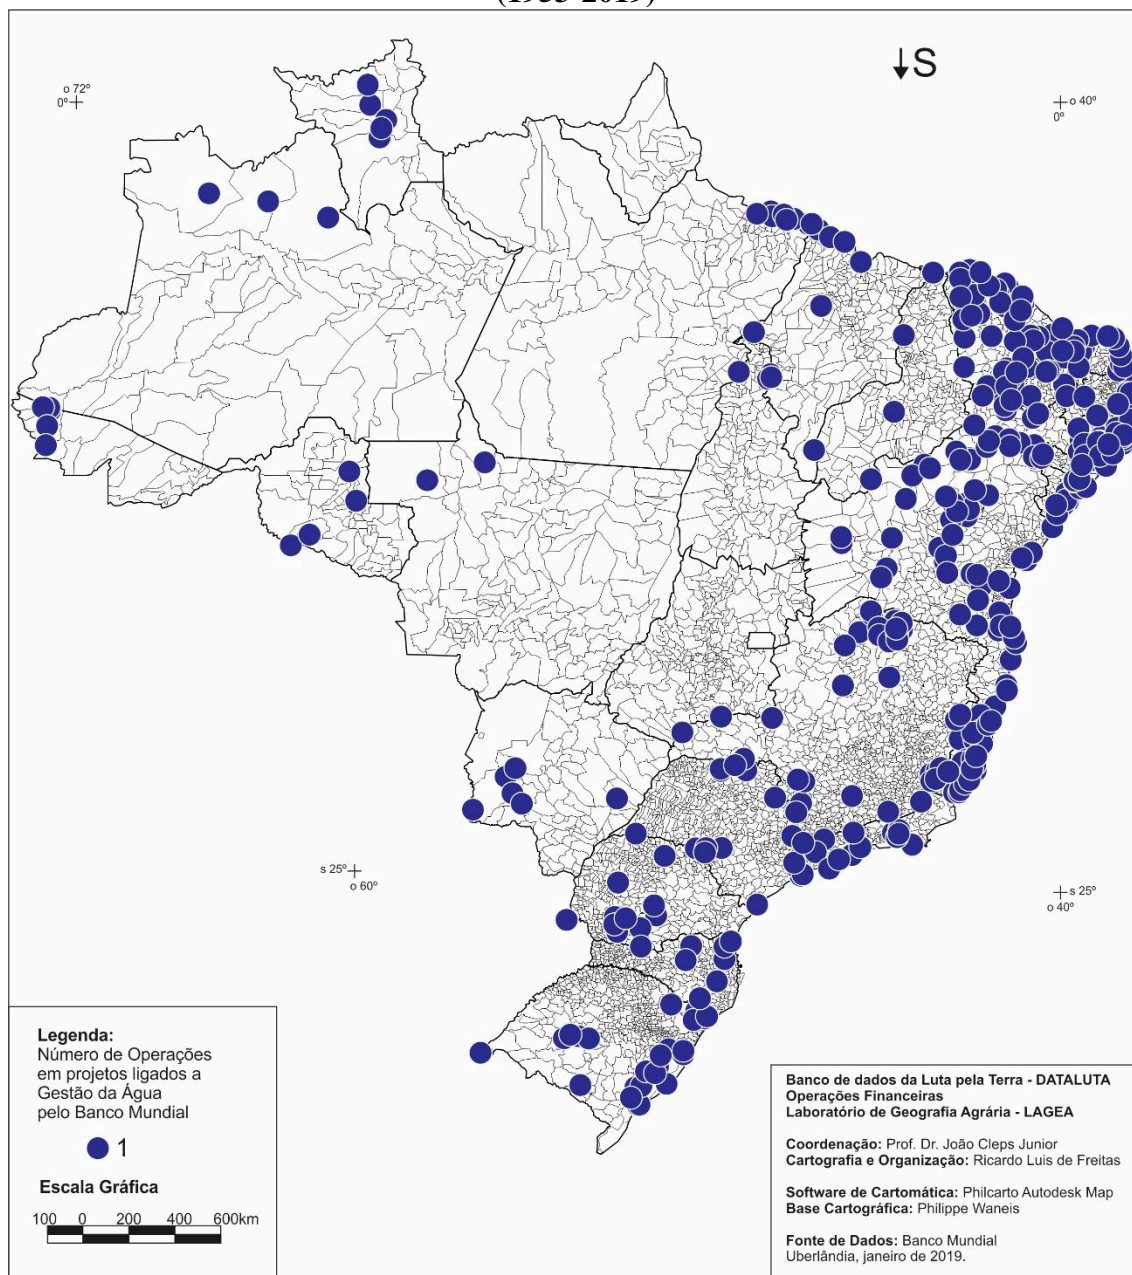 ↓S
o 72º
0º
o 40º
0º
s 25º
o 60º
s 25º
o 40º
Legenda:
Número de Operações
em projetos ligados a
Gestão da Água
pelo Banco Mundial
1
Escala Gráfica
100 0 200 400 600km
Banco de dados da Luta pela Terra - DATALUTA
Operações Financeiras
Laboratório de Geografia Agrária - LAGEA
Coordenação: Prof. Dr. João Cleps Junior
Cartografia e Organização: Ricardo Luis de Freitas
Software de Cartomática: Philcarto Autodesk Map
Base Cartográfica: Philippe Waneis
Fonte de Dados: Banco Mundial
Uberlândia, janeiro de 2019.